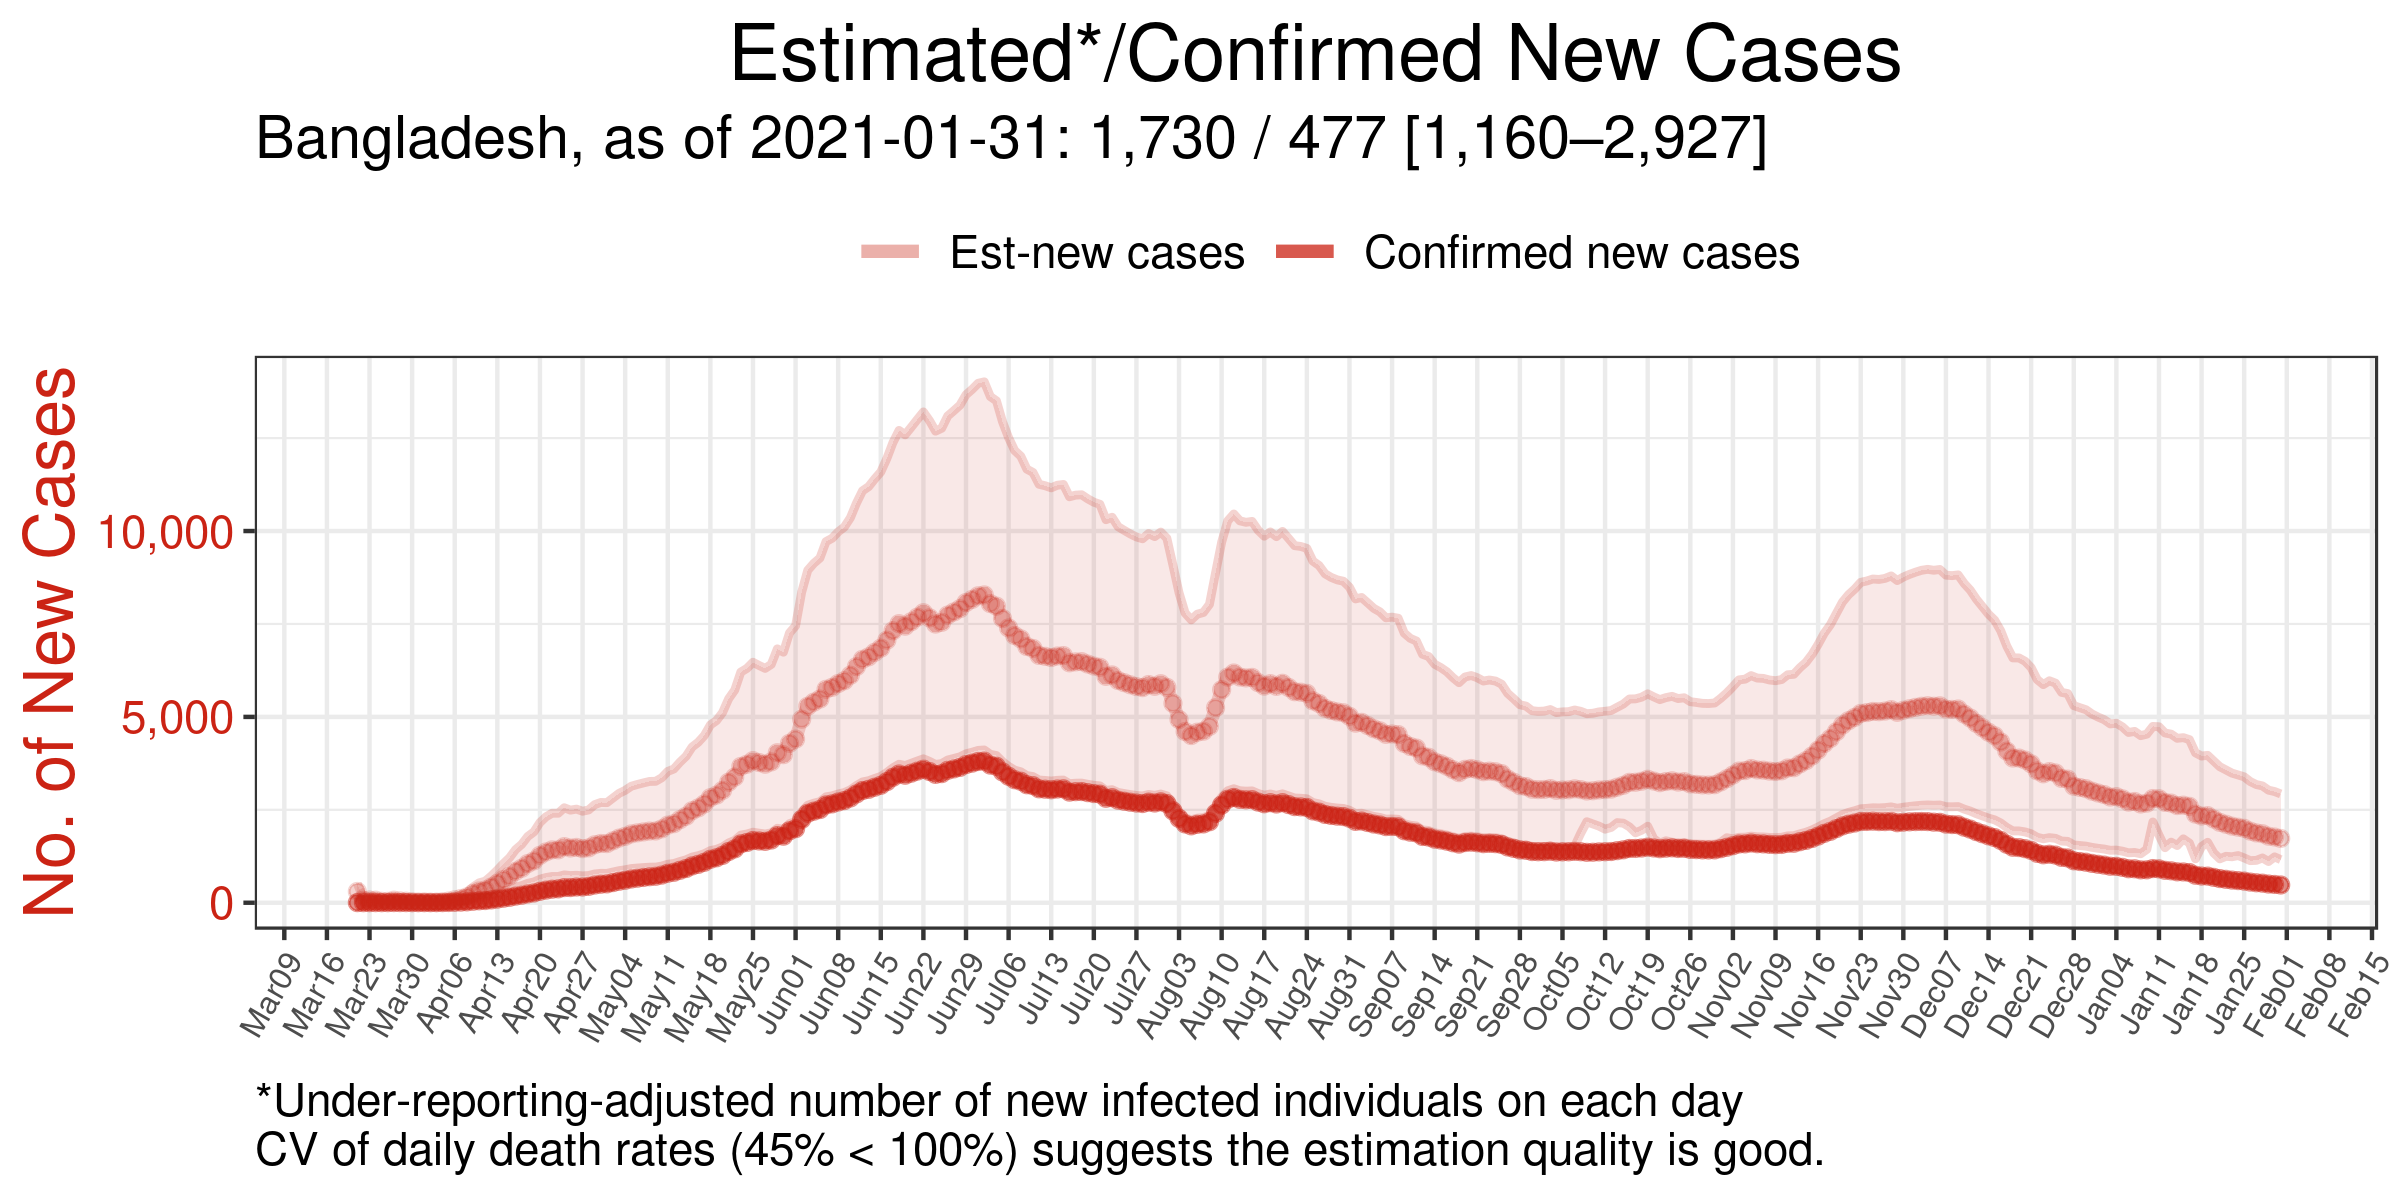 Estimated*/Confirmed New Cases
Bangladesh, as of 2021-01-31: 1,730 / 477 [1,160–2,927]
Est-new cases
Confirmed new cases
No. of New Cases
10,000
5,000
0
Mar09
Mar16
Mar23
Mar30
Apr06
Apr13
Apr20
Apr27
May04
May11
May18
May25
Jun01
Jun08
Jun15
Jun22
Jun29
Jul06
Jul13
Jul20
Jul27
Aug03
Aug10
Aug17
Aug24
Aug31
Sep07
Sep14
Sep21
Sep28
Oct05
Oct12
Oct19
Oct26
Nov02
Nov09
Nov16
Nov23
Nov30
Dec07
Dec14
Dec21
Dec28
Jan04
Jan11
Jan18
Jan25
Feb01
Feb08
Feb15
*Under-reporting-adjusted number of new infected individuals on each day
CV of daily death rates (45% < 100%) suggests the estimation quality is good.